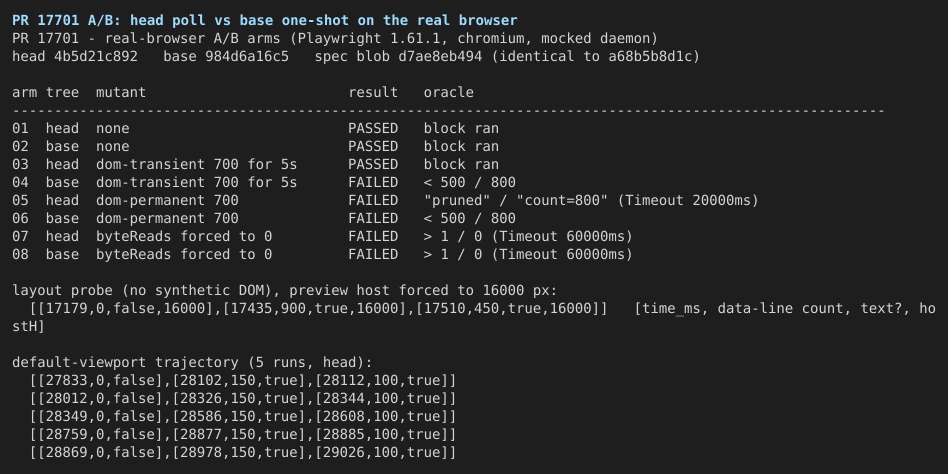 PR 17701 A/B: head poll vs base one-shot on the real browser
PR 17701 - real-browser A/B arms (Playwright 1.61.1, chromium, mocked daemon)
head 4b5d21c892   base 984d6a16c5   spec blob d7ae8eb494 (identical to a68b5b8d1c)
arm tree  mutant                        result   oracle
--------------------------------------------------------------------------------------------------------
01  head  none                          PASSED   block ran
02  base  none                          PASSED   block ran
03  head  dom-transient 700 for 5s      PASSED   block ran
04  base  dom-transient 700 for 5s      FAILED   < 500 / 800
05  head  dom-permanent 700             FAILED   "pruned" / "count=800" (Timeout 20000ms)
06  base  dom-permanent 700             FAILED   < 500 / 800
07  head  byteReads forced to 0         FAILED   > 1 / 0 (Timeout 60000ms)
08  base  byteReads forced to 0         FAILED   > 1 / 0 (Timeout 60000ms)
layout probe (no synthetic DOM), preview host forced to 16000 px:
  [[17179,0,false,16000],[17435,900,true,16000],[17510,450,true,16000]]   [time_ms, data-line count, text?, ho
stH]
default-viewport trajectory (5 runs, head):
  [[27833,0,false],[28102,150,true],[28112,100,true]]
  [[28012,0,false],[28326,150,true],[28344,100,true]]
  [[28349,0,false],[28586,150,true],[28608,100,true]]
  [[28759,0,false],[28877,150,true],[28885,100,true]]
  [[28869,0,false],[28978,150,true],[29026,100,true]]